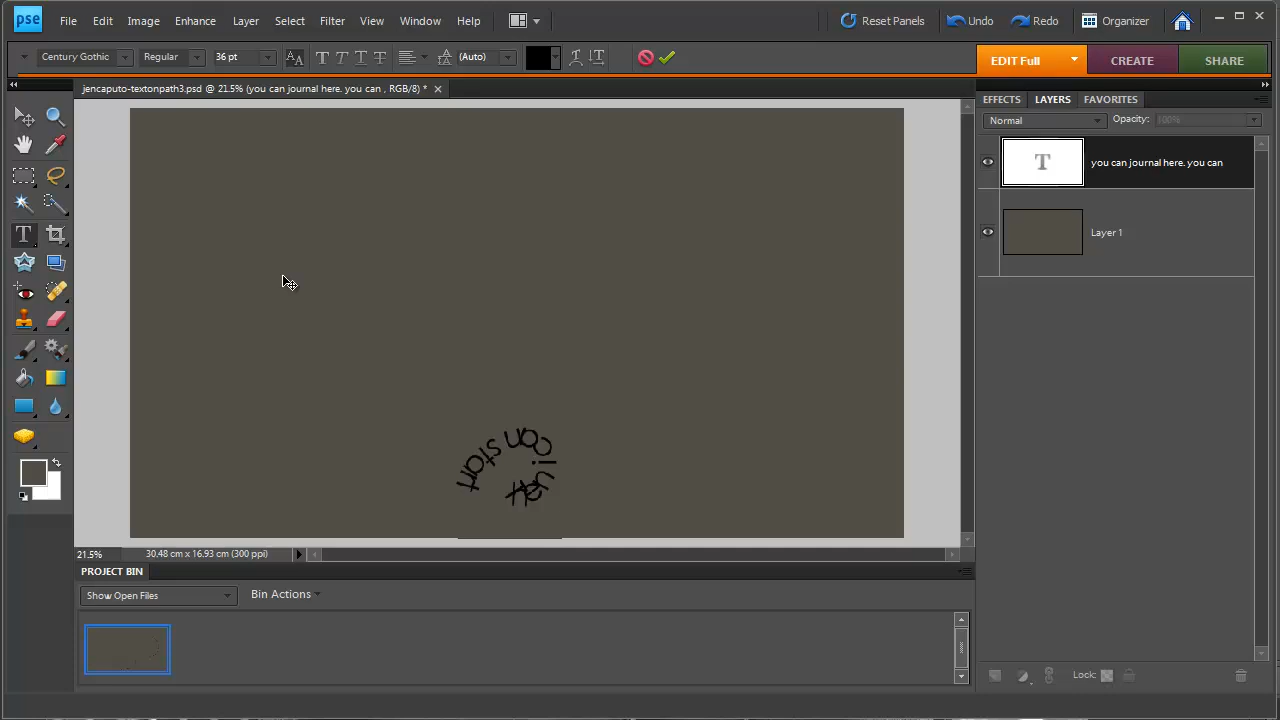 pse File Edit Image Enhance Layer Select Filter View Window Help Reset Panels Undo Redo Organizer
Century Gothic Regular 36 pt (Auto) EDIT Full CREATE SHARE
jencaputo-textonpath3.psd @ 21.5% (you can journal here. you can , RGB/8) *
EFFECTS LAYERS FAVORITES
Normal Opacity: 100%
T you can journal here. you can
Layer 1
can start
21.5% 30.48 cm x 16.93 cm (300 ppi)
PROJECT BIN
Show Open Files Bin Actions
Lock: